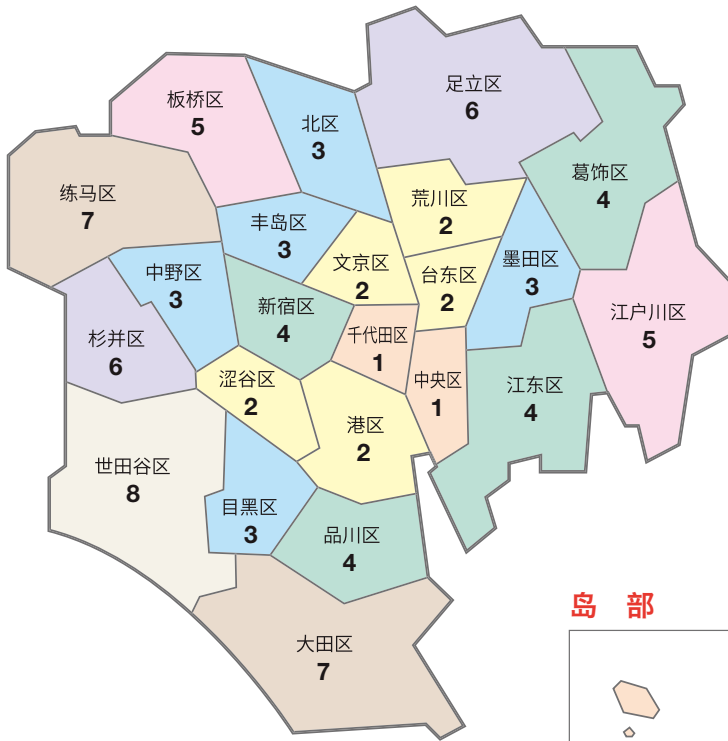 足立区
6
板桥区
5
北区
3
葛饰区
4
练马区
7
荒川区
2
丰岛区
3
文京区
2
墨田区
3
中野区
3
台东区
2
新宿区
4
江户川区
5
杉并区
6
千代田区
1
涩谷区
2
中央区
1
江东区
4
港区
2
世田谷区
8
目黑区
3
品川区
4
岛 部
大田区
7